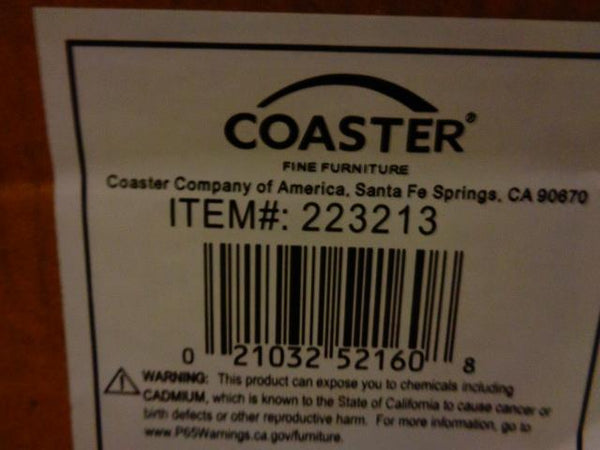 COASTER®
FINE FURNITURE
Coaster Company of America, Santa Fe Springs, CA 90670
ITEM#: 223213
0 21032 52160 8
WARNING: This product can expose you to chemicals including
CADMIUM, which is known to the State of California to cause cancer or
birth defects or other reproductive harm. For more information, go to
www.P65Warnings.ca.gov/furniture.